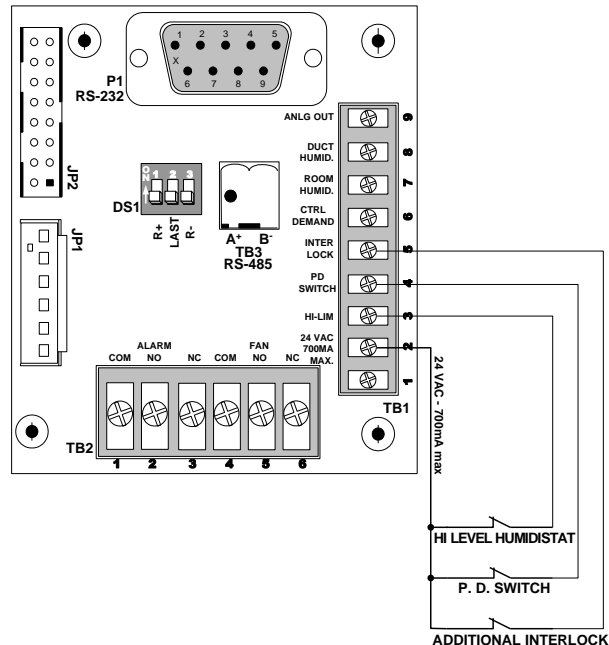 1 2 3 4 5
X
6 7 8 9
P1
RS-232
JP2
ANLG OUT 9
DUCT
HUMID. 8
ROOM
HUMID. 7
CTRL
DEMAND 6
INTER
LOCK 5
PD
SWITCH 4
HI-LIM 3
24 VAC
700MA
MAX. 2
1
TB1
1 2 3
DS1
R+
LAST
R-
A+ B-
TB3
RS-485
JP1
ALARM FAN
COM NO NC COM NO NC
TB2
1 2 3 4 5 6
24 VAC - 700mA max
HI LEVEL HUMIDISTAT
P. D. SWITCH
ADDITIONAL INTERLOCK